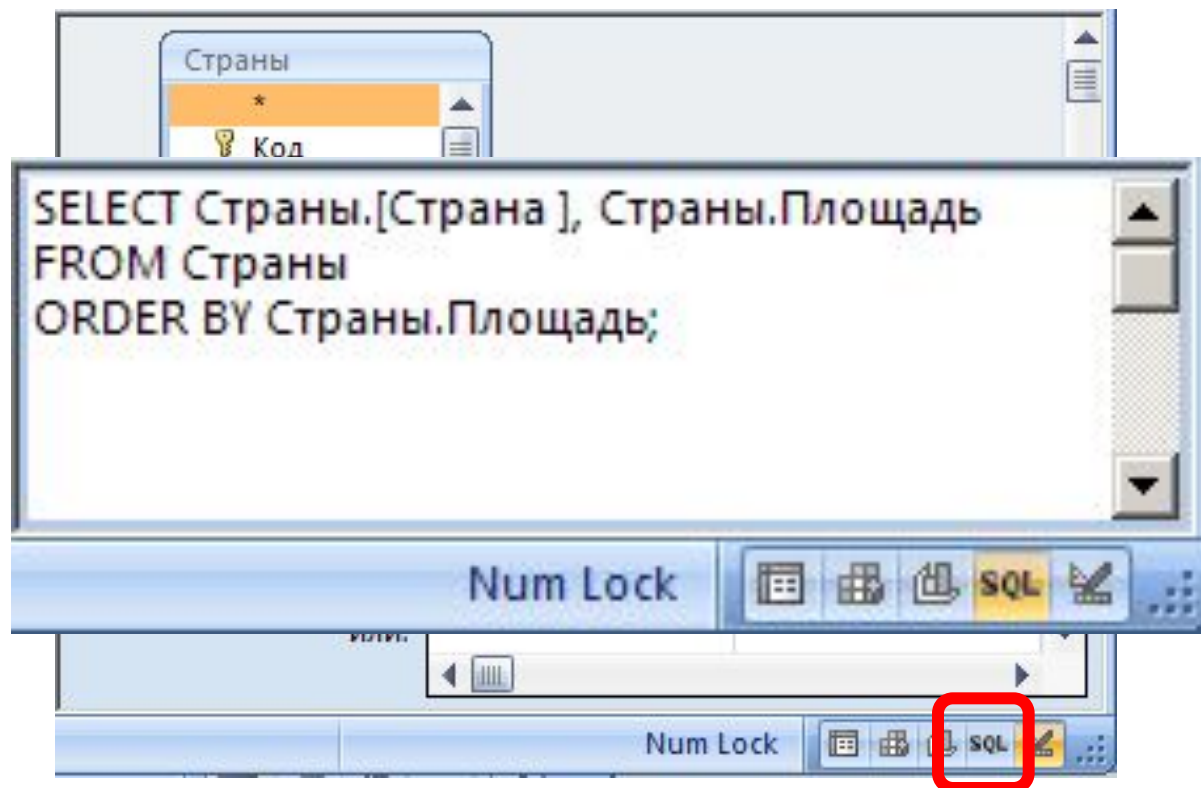 Страны
*
Код
SELECT Страны.[Страна ], Страны.Площадь
FROM Страны
ORDER BY Страны.Площадь;
Num Lock
SQL
или:
Num Lock
SQL